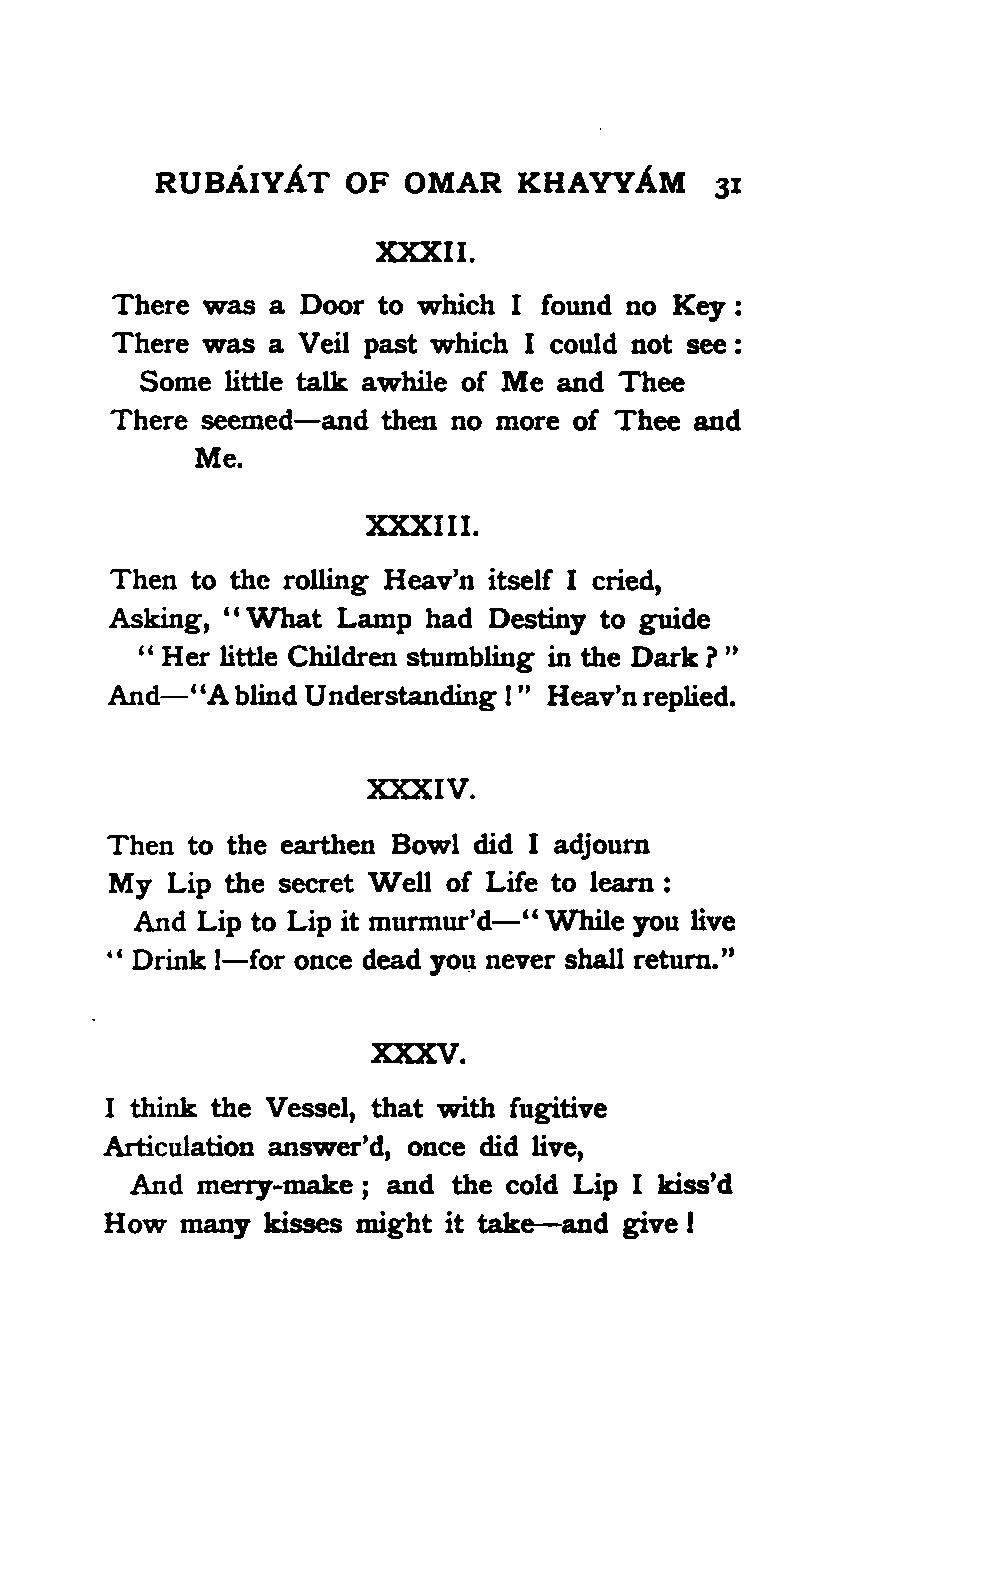 RUBÁIYÁT OF OMAR KHAYYÁM 31
XXXII.
There was a Door to which I found no Key :
There was a Veil past which I could not see :
Some little talk awhile of Me and Thee
There seemed—and then no more of Thee and
Me.
XXXIII.
Then to the rolling Heav'n itself I cried,
Asking, "What Lamp had Destiny to guide
" Her little Children stumbling in the Dark ? "
And—"A blind Understanding ! " Heav'n replied.
XXXIV.
Then to the earthen Bowl did I adjourn
My Lip the secret Well of Life to learn :
And Lip to Lip it murmur'd—" While you live
" Drink !—for once dead you never shall return."
XXXV.
I think the Vessel, that with fugitive
Articulation answer'd, once did live,
And merry-make ; and the cold Lip I kiss'd
How many kisses might it take—and give !